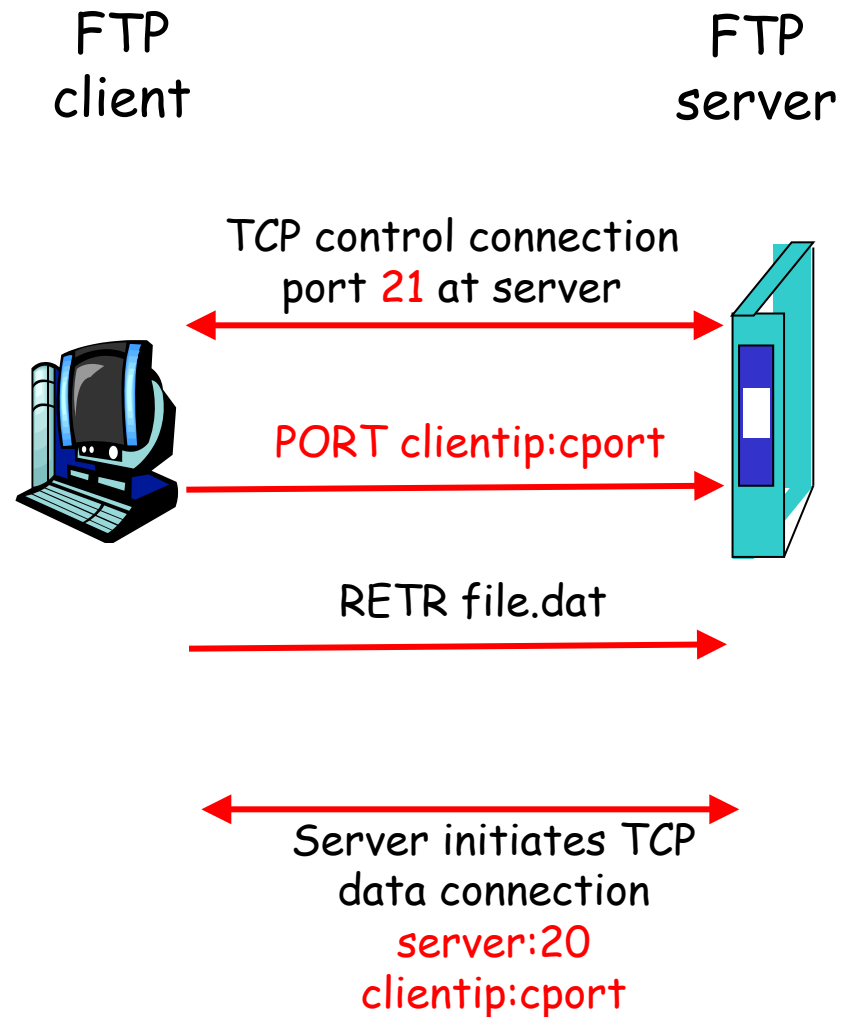 FTP
client
FTP
server
TCP control connection
port 21 at server
PORT clientip:cport
RETR file.dat
Server initiates TCP
data connection
server:20
clientip:cport